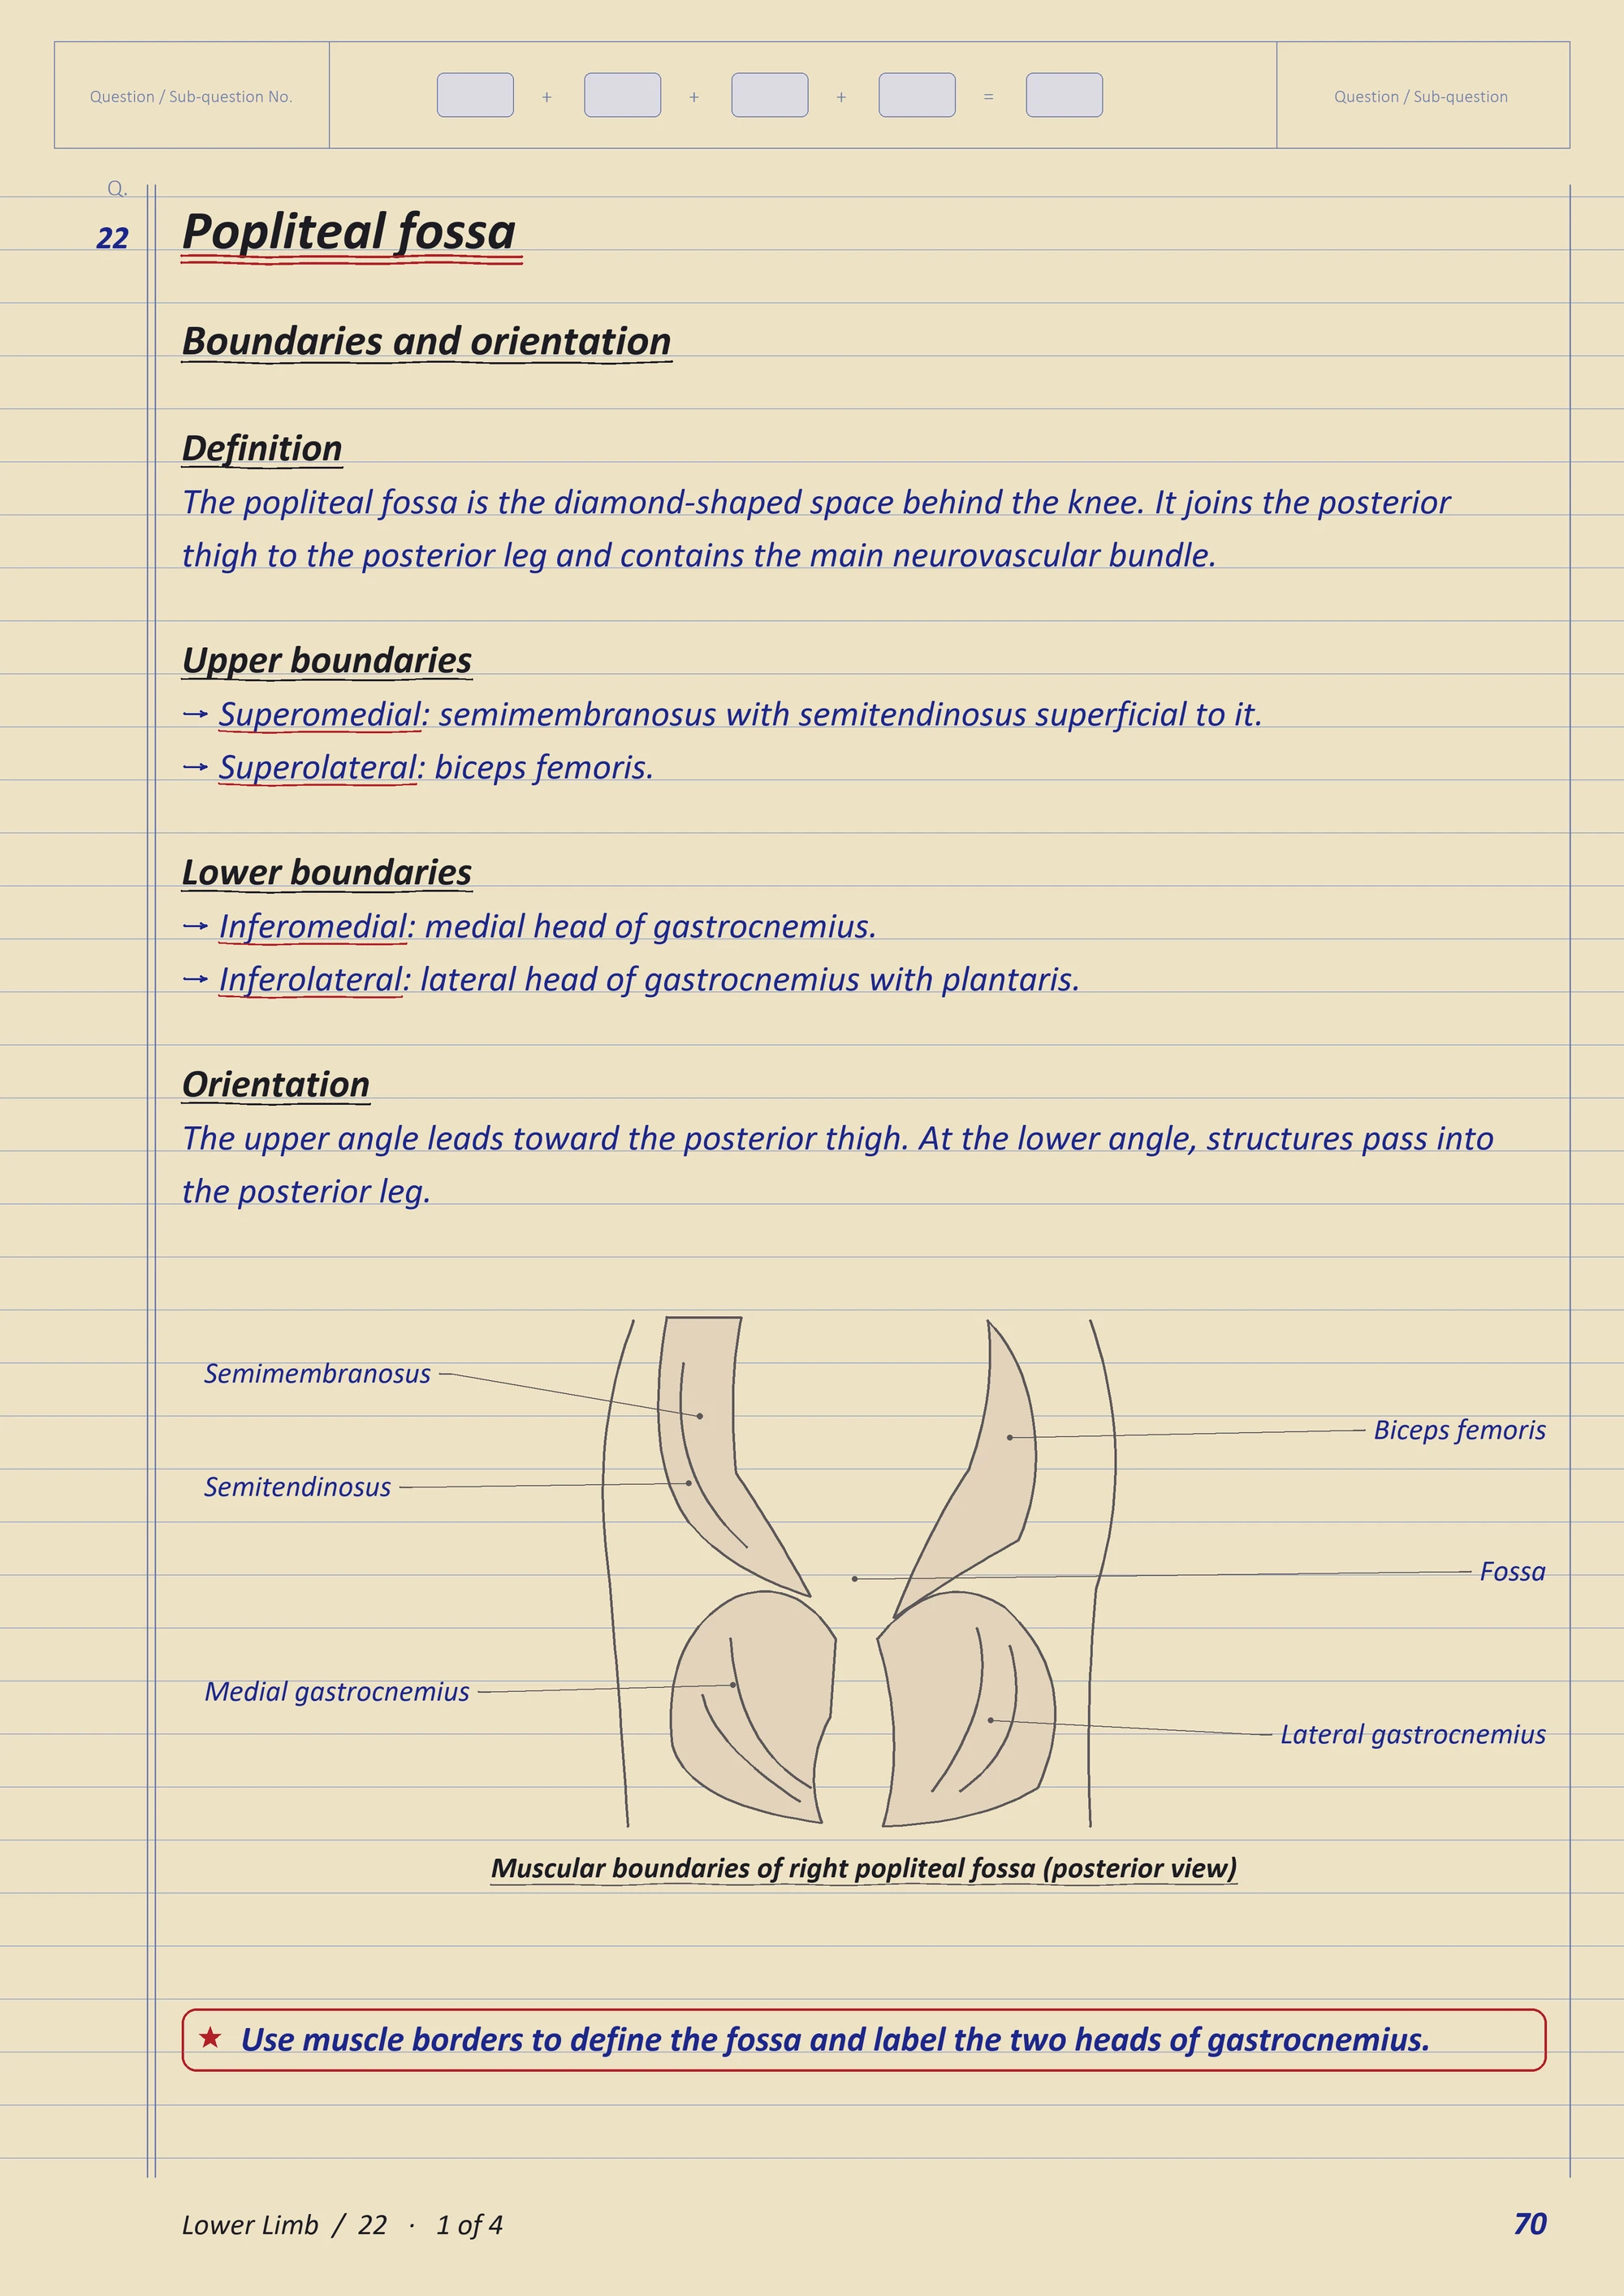 Question / Sub-question No.
+ + + =
Question / Sub-question
Q.
22
Popliteal fossa
Boundaries and orientation
Definition
The popliteal fossa is the diamond-shaped space behind the knee. It joins the posterior
thigh to the posterior leg and contains the main neurovascular bundle.
Upper boundaries
→ Superomedial: semimembranosus with semitendinosus superficial to it.
→ Superolateral: biceps femoris.
Lower boundaries
→ Inferomedial: medial head of gastrocnemius.
→ Inferolateral: lateral head of gastrocnemius with plantaris.
Orientation
The upper angle leads toward the posterior thigh. At the lower angle, structures pass into
the posterior leg.
Semimembranosus
Biceps femoris
Semitendinosus
Fossa
Medial gastrocnemius
Lateral gastrocnemius
Muscular boundaries of right popliteal fossa (posterior view)
★ Use muscle borders to define the fossa and label the two heads of gastrocnemius.
Lower Limb / 22 · 1 of 4
70